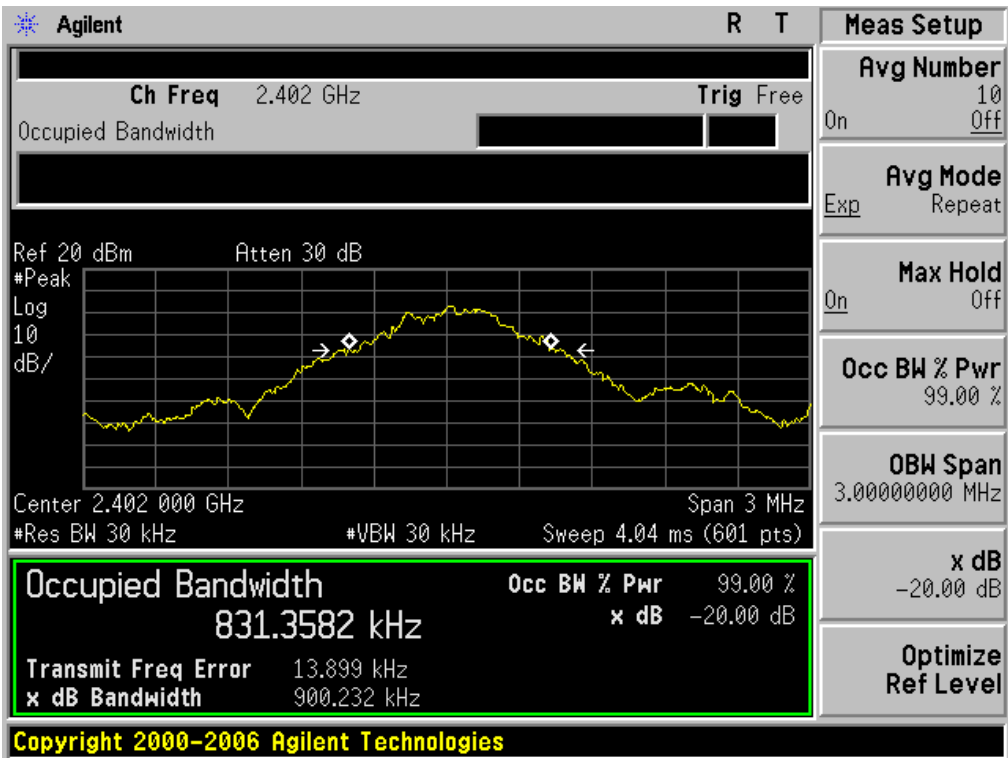 Agilent R T
Ch Freq 2.402 GHz Trig Free
Occupied Bandwidth
Ref 20 dBm Atten 30 dB
#Peak
Log
10
dB/
Center 2.402 000 GHz Span 3 MHz
#Res BW 30 kHz #VBW 30 kHz Sweep 4.04 ms (601 pts)
Occupied Bandwidth
831.3582 kHz
Occ BW % Pwr 99.00 %
x dB -20.00 dB
Transmit Freq Error 13.899 kHz
x dB Bandwidth 900.232 kHz
Copyright 2000-2006 Agilent Technologies
Meas Setup
Avg Number
10
On Off
Avg Mode
Exp Repeat
Max Hold
On Off
Occ BW % Pwr
99.00 %
OBW Span
3.00000000 MHz
x dB
-20.00 dB
Optimize
Ref Level